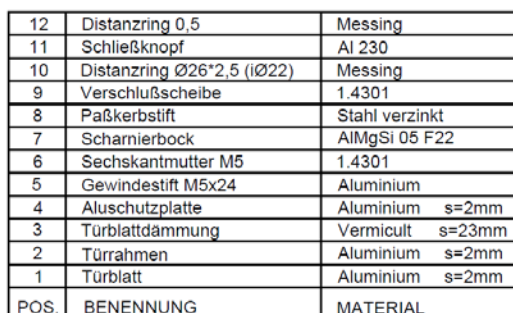 12 Distanzring 0,5 Messing
11 Schließknopf Al 230
10 Distanzring Ø26*2,5 (iØ22) Messing
9 Verschlußscheibe 1.4301
8 Paßkerbstift Stahl verzinkt
7 Scharnierbock AlMgSi 05 F22
6 Sechskantmutter M5 1.4301
5 Gewindestift M5x24 Aluminium
4 Aluschutzplatte Aluminium s=2mm
3 Türblattdämmung Vermicult s=23mm
2 Türrahmen Aluminium s=2mm
1 Türblatt Aluminium s=2mm
POS. BENENNUNG MATERIAL